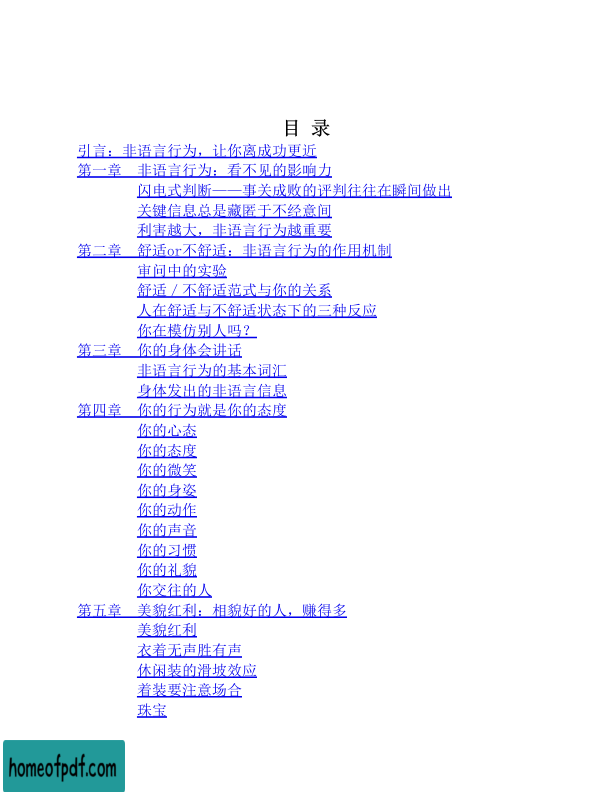 目 录
引言：非语言行为，让你离成功更近
第一章　非语言行为：看不见的影响力
闪电式判断——事关成败的评判往往在瞬间做出
关键信息总是藏匿于不经意间
利害越大，非语言行为越重要
第二章　舒适or不舒适：非语言行为的作用机制
审问中的实验
舒适／不舒适范式与你的关系
人在舒适与不舒适状态下的三种反应
你在模仿别人吗？
第三章　你的身体会讲话
非语言行为的基本词汇
身体发出的非语言信息
第四章　你的行为就是你的态度
你的心态
你的态度
你的微笑
你的身姿
你的动作
你的声音
你的习惯
你的礼貌
你交往的人
第五章　美貌红利：相貌好的人，赚得多
美貌红利
衣着无声胜有声
休闲装的滑坡效应
着装要注意场合
珠宝
homeofpdf.com